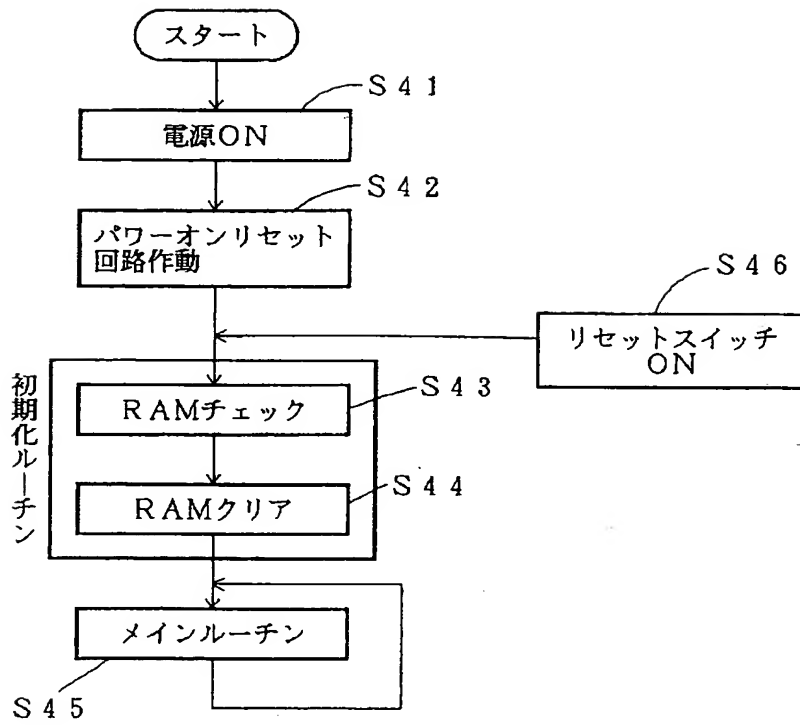 スタート
S41
電源ON
S42
パワーオンリセット
回路作動
S46
リセットスイッチ
ON
初期化ルーチン
S43
RAMチェック
S44
RAMクリア
メインルーチン
S45